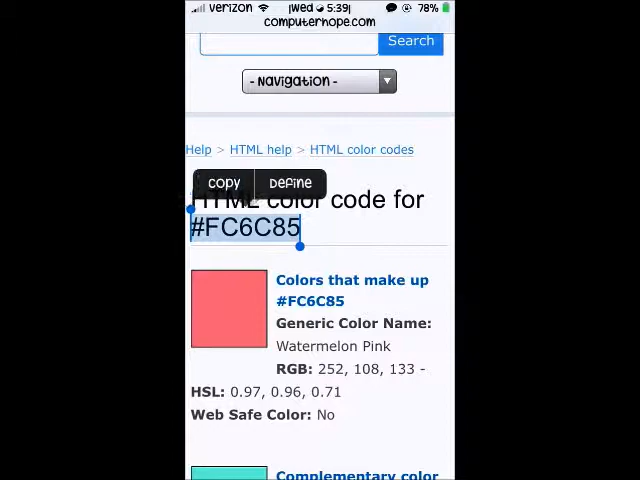 verizon Wed 5:39 78%
computerhope.com
Search
- Navigation -
Help > HTML help > HTML color codes
copy Define
HTML color code for
#FC6C85
Colors that make up
#FC6C85
Generic Color Name:
Watermelon Pink
RGB: 252, 108, 133 -
HSL: 0.97, 0.96, 0.71
Web Safe Color: No
Complementary color